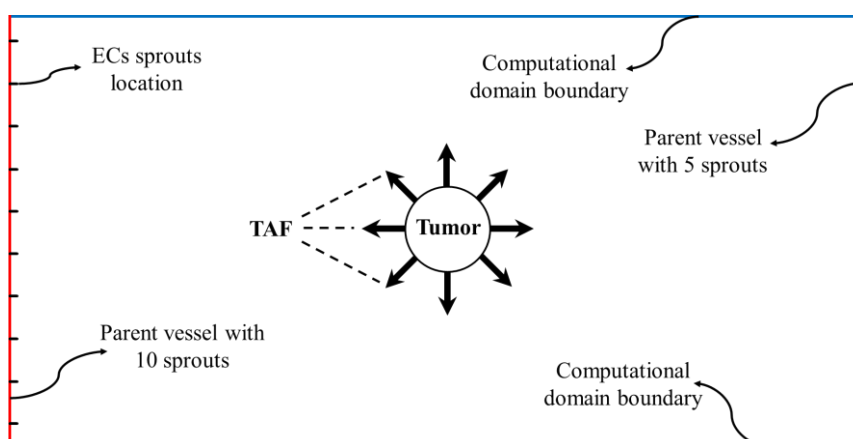 ECs sprouts
location
Computational
domain boundary
Parent vessel
with 5 sprouts
TAF
Tumor
Parent vessel with
10 sprouts
Computational
domain boundary